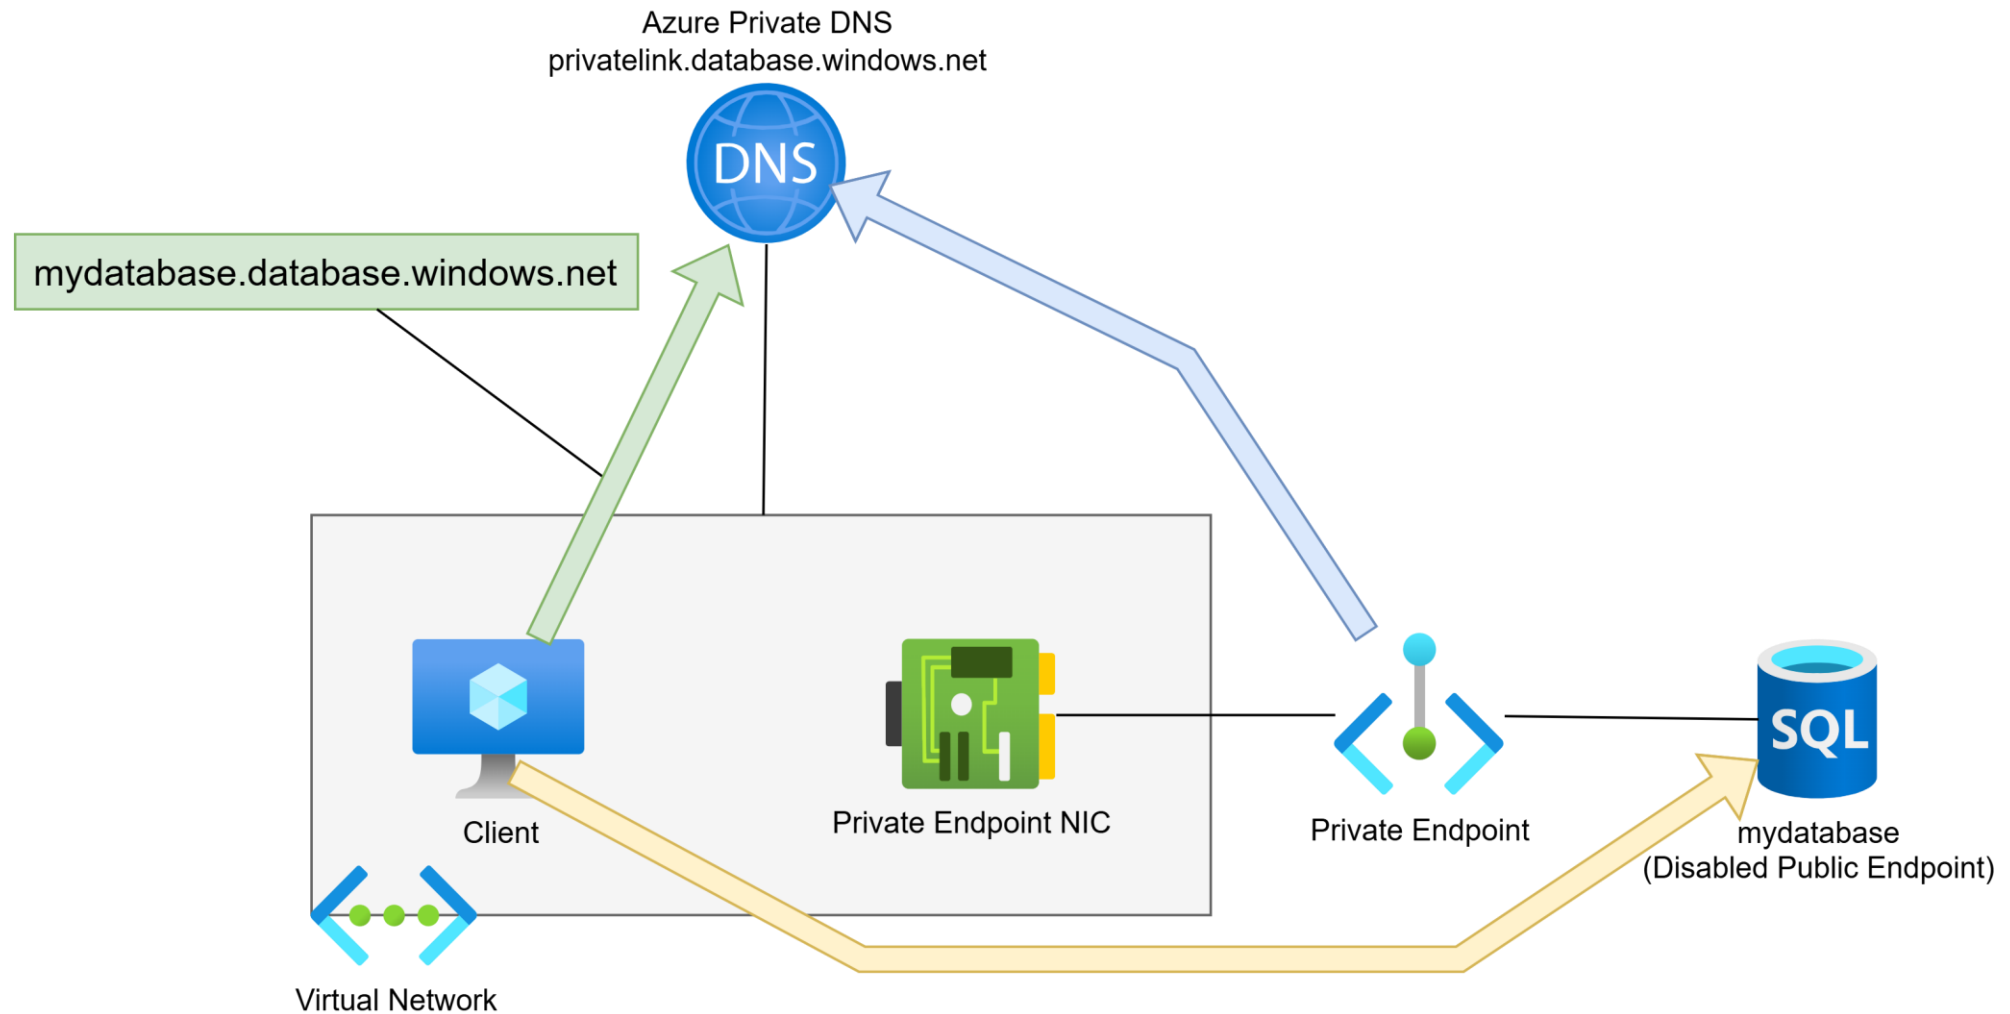 Azure Private DNS
privatelink.database.windows.net
DNS
mydatabase.database.windows.net
SQL
Client
Private Endpoint NIC
Private Endpoint
mydatabase
(Disabled Public Endpoint)
Virtual Network